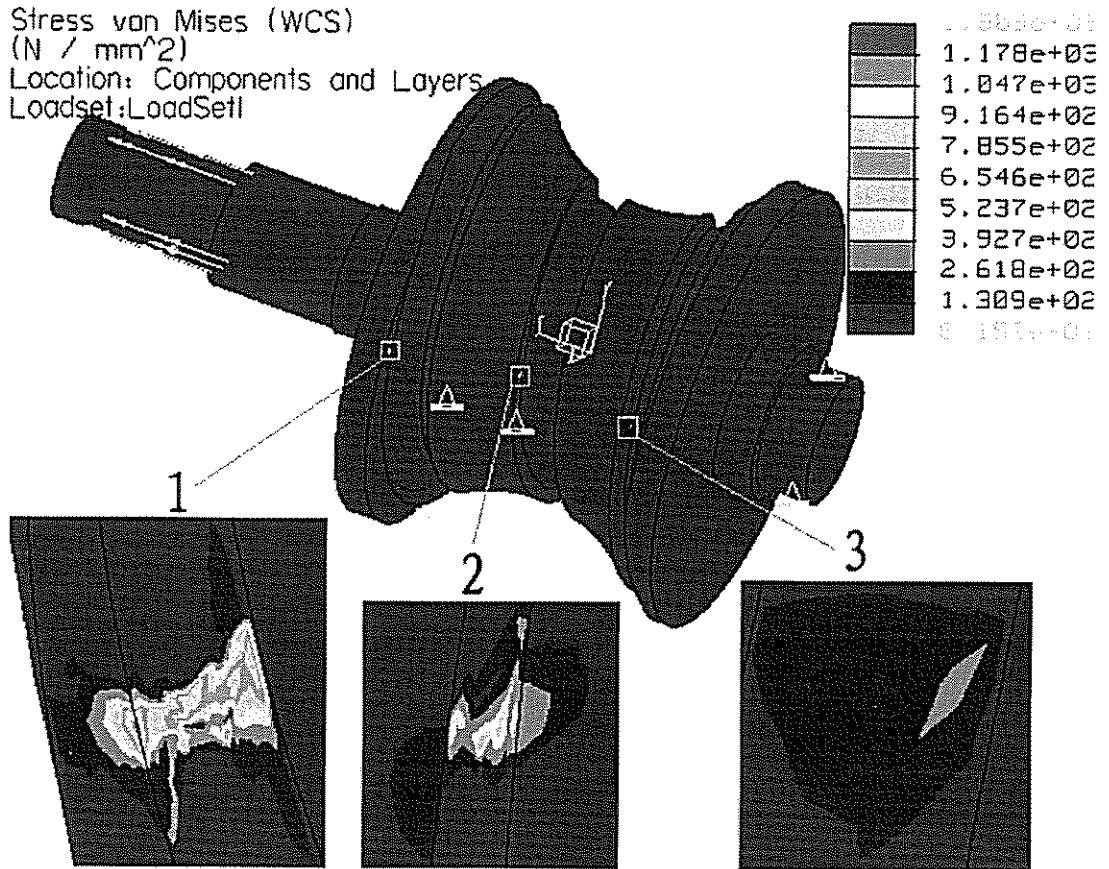 Stress von Mises (WCS)
(N / mm^2)
Location: Components and Layers
Loadset:LoadSetI
1.178e+03
1.047e+03
9.164e+02
7.855e+02
6.546e+02
5.237e+02
3.927e+02
2.618e+02
1.309e+02
1
2
3